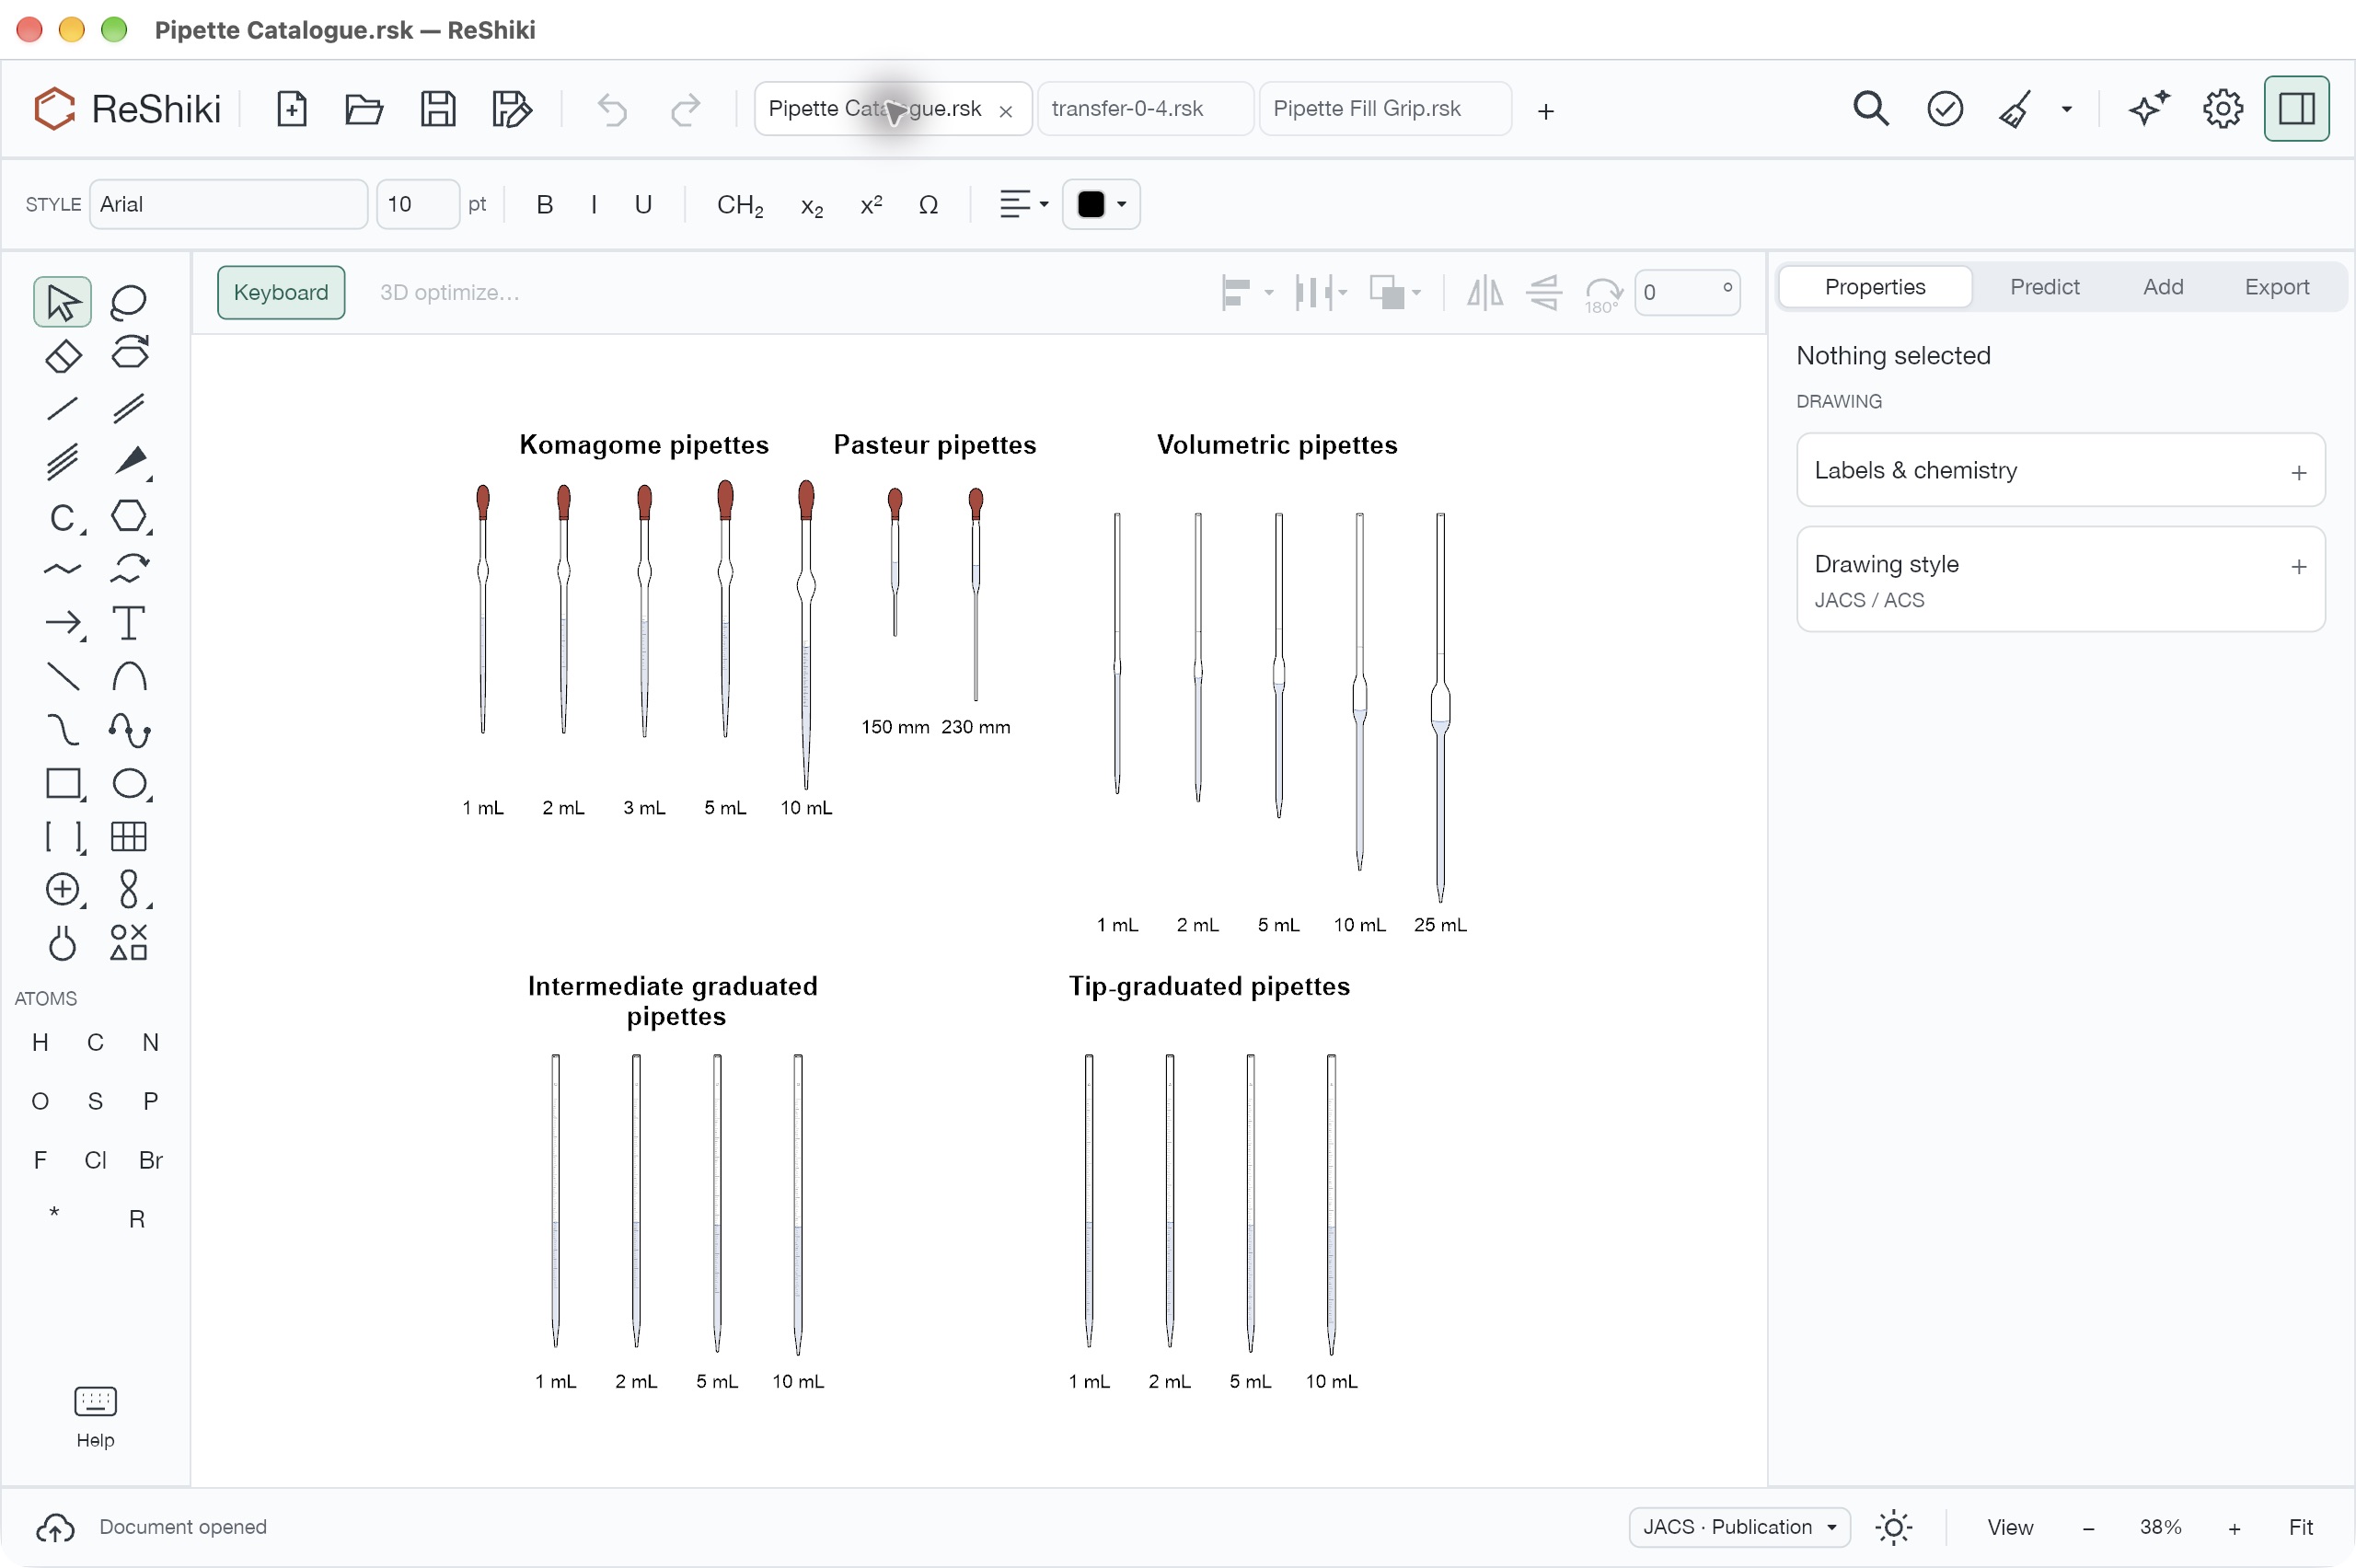 Pipette Catalogue.rsk — ReShiki
ReShiki
Pipette Catalogue.rsk ×
transfer-0-4.rsk
Pipette Fill Grip.rsk
+
STYLE Arial 10 pt B I U CH₂ x₂ x² Ω
Keyboard 3D optimize...
180°
0 °
Properties Predict Add Export
Nothing selected
DRAWING
Labels & chemistry +
Drawing style +
JACS / ACS
C
T
ATOMS
H C N
O S P
F Cl Br
* R
Help
Komagome pipettes
1 mL 2 mL 3 mL 5 mL 10 mL
Pasteur pipettes
150 mm 230 mm
Volumetric pipettes
1 mL 2 mL 5 mL 10 mL 25 mL
Intermediate graduated
pipettes
1 mL 2 mL 5 mL 10 mL
Tip-graduated pipettes
1 mL 2 mL 5 mL 10 mL
Document opened
JACS · Publication
View − 38% + Fit